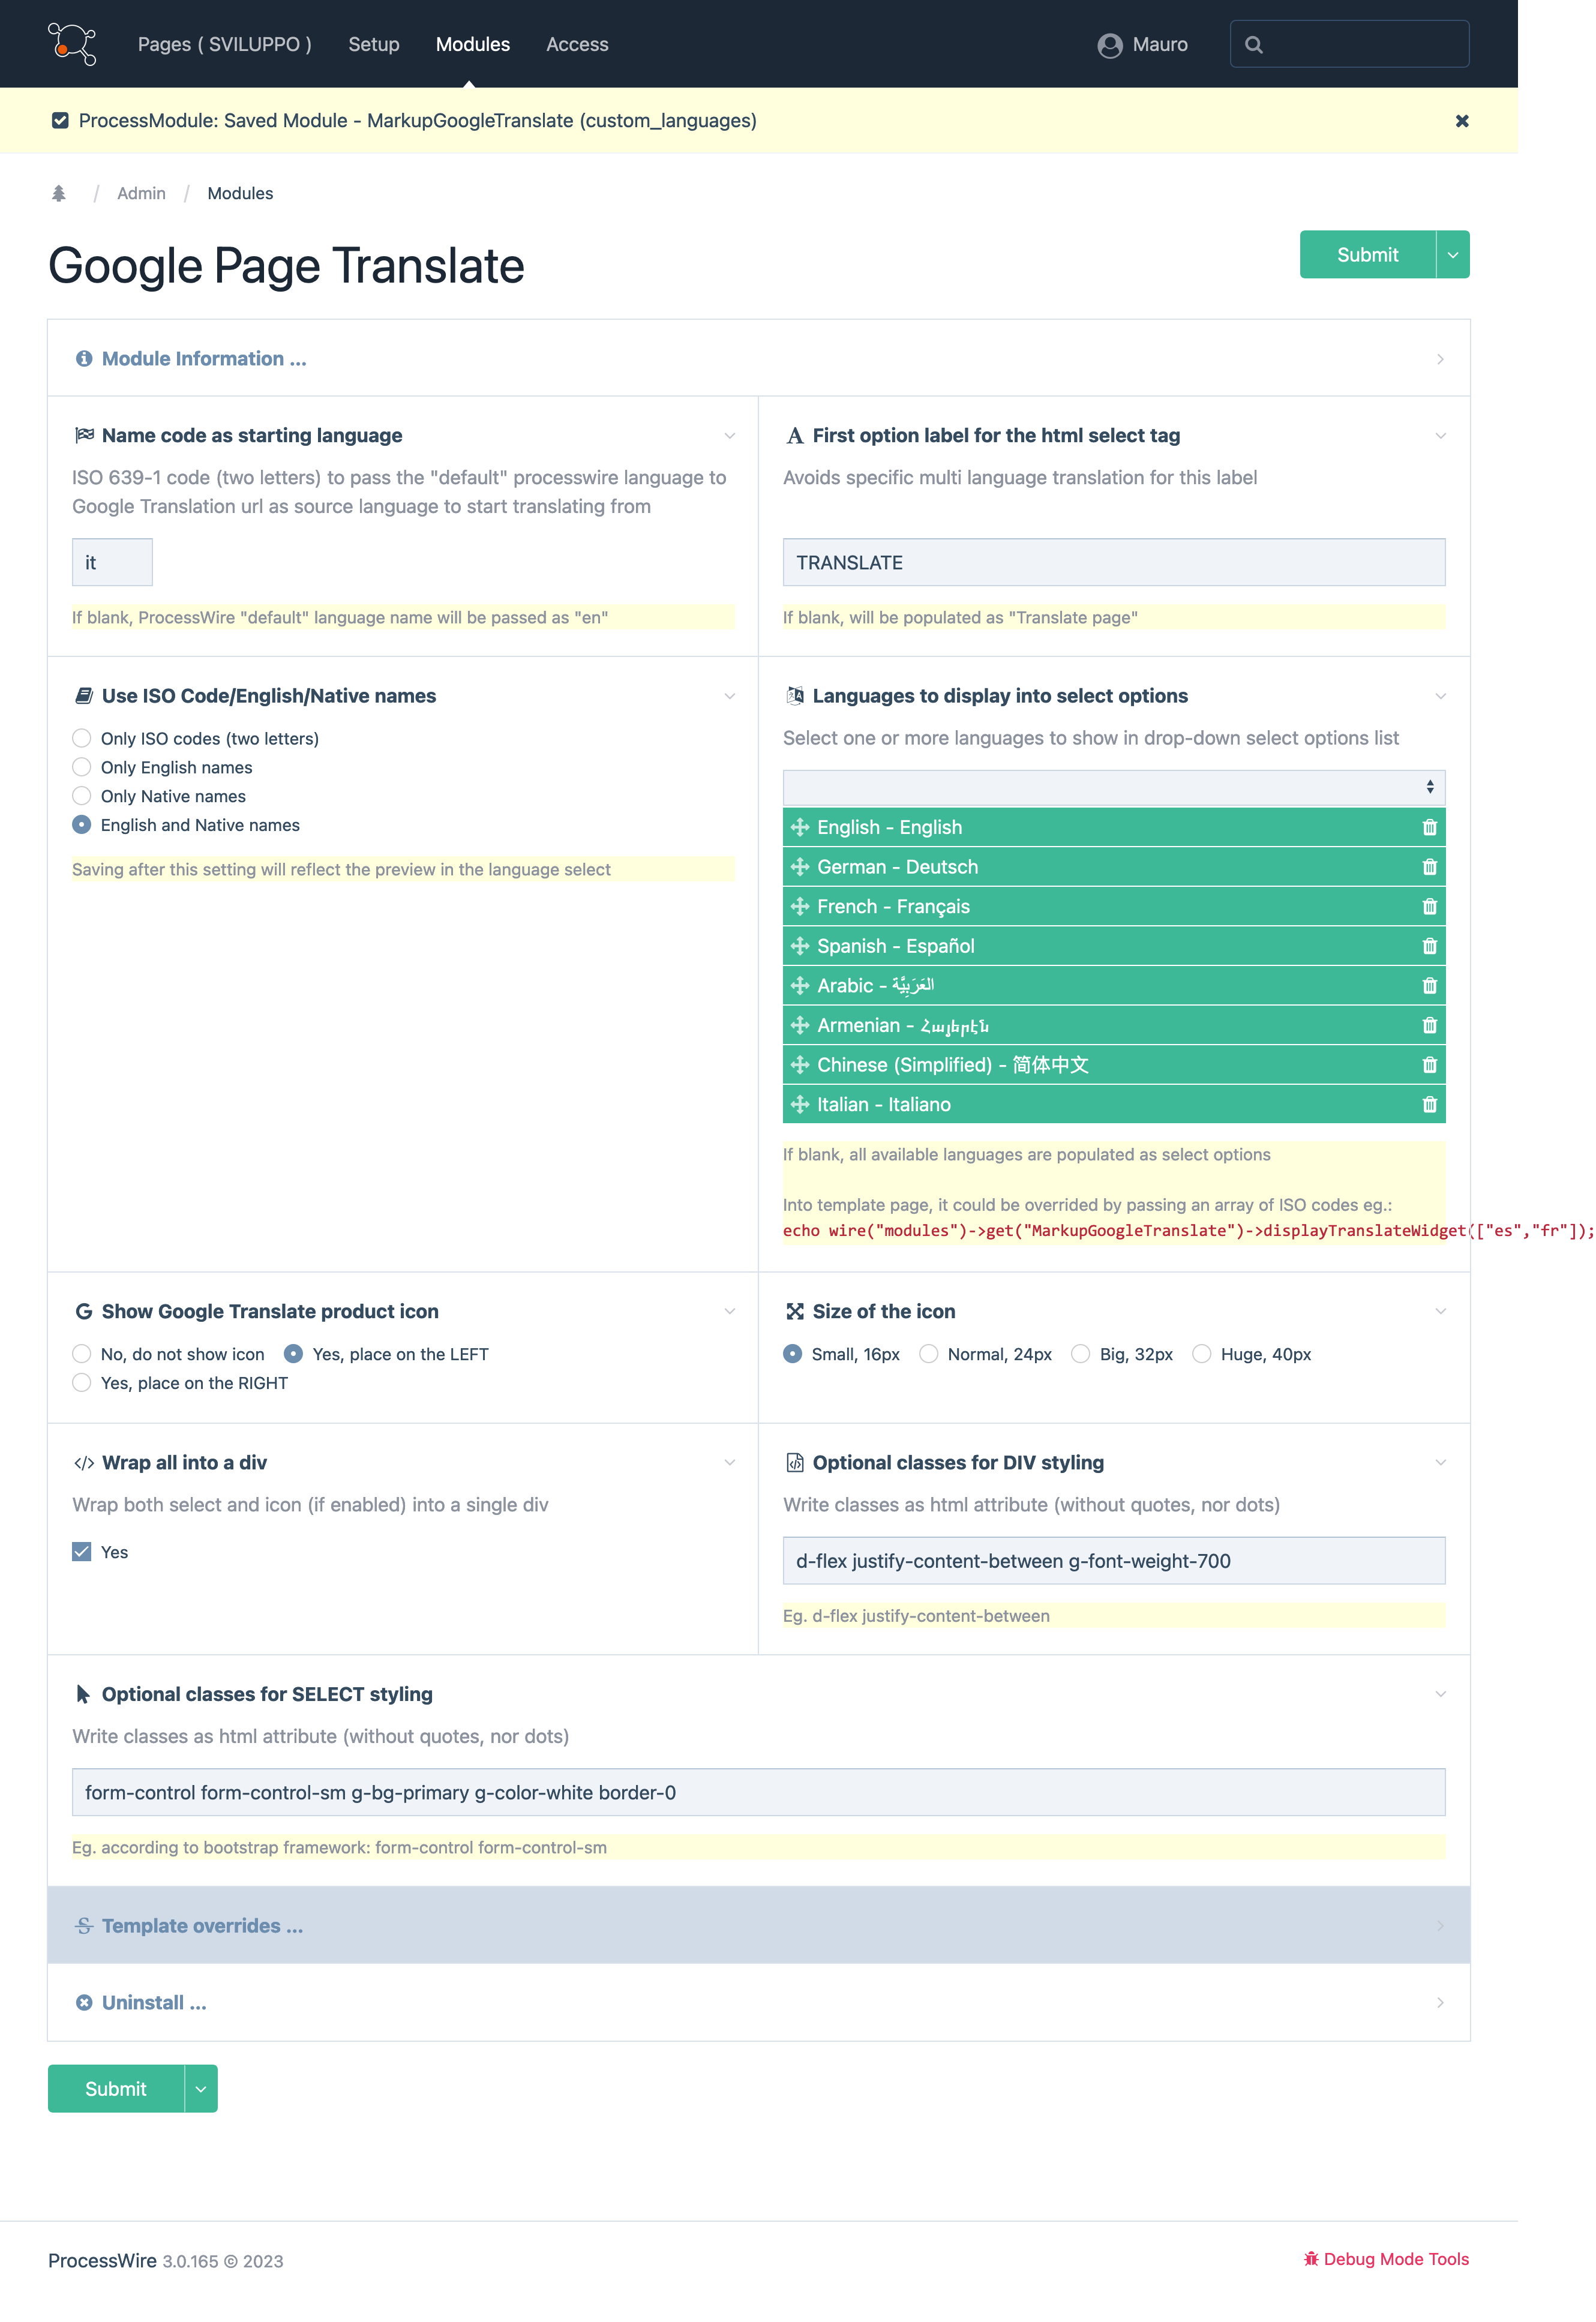 Pages ( SVILUPPO ) Setup Modules Access Mauro
ProcessModule: Saved Module - MarkupGoogleTranslate (custom_languages)
/ Admin / Modules
Google Page Translate
Submit
Module Information ...
Name code as starting language
ISO 639-1 code (two letters) to pass the "default" processwire language to
Google Translation url as source language to start translating from
it
If blank, ProcessWire "default" language name will be passed as "en"
First option label for the html select tag
Avoids specific multi language translation for this label
TRANSLATE
If blank, will be populated as "Translate page"
Use ISO Code/English/Native names
Only ISO codes (two letters)
Only English names
Only Native names
English and Native names
Saving after this setting will reflect the preview in the language select
Languages to display into select options
Select one or more languages to show in drop-down select options list
English - English
German - Deutsch
French - Français
Spanish - Español
Arabic - العَرَبِيَّة
Armenian - Հայերէն
Chinese (Simplified) - 简体中文
Italian - Italiano
If blank, all available languages are populated as select options
Into template page, it could be overrided by passing an array of ISO codes eg.:
echo wire("modules")->get("MarkupGoogleTranslate")->displayTranslateWidget(["es","fr"]);
Show Google Translate product icon
No, do not show icon Yes, place on the LEFT
Yes, place on the RIGHT
Size of the icon
Small, 16px Normal, 24px Big, 32px Huge, 40px
Wrap all into a div
Wrap both select and icon (if enabled) into a single div
Yes
Optional classes for DIV styling
Write classes as html attribute (without quotes, nor dots)
d-flex justify-content-between g-font-weight-700
Eg. d-flex justify-content-between
Optional classes for SELECT styling
Write classes as html attribute (without quotes, nor dots)
form-control form-control-sm g-bg-primary g-color-white border-0
Eg. according to bootstrap framework: form-control form-control-sm
Template overrides ...
Uninstall ...
Submit
ProcessWire 3.0.165 © 2023
Debug Mode Tools